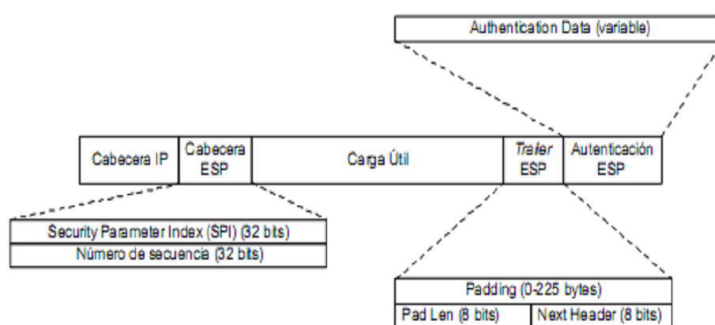 Authentication Data (variable)
Cabecera IP
Cabecera
ESP
Carga Útil
Trailer
ESP
Autenticación
ESP
Security Parameter Index (SPI) (32 bits)
Número de secuencia (32 bits)
Padding (0-225 bytes)
Pad Len (8 bits)
Next Header (8 bits)